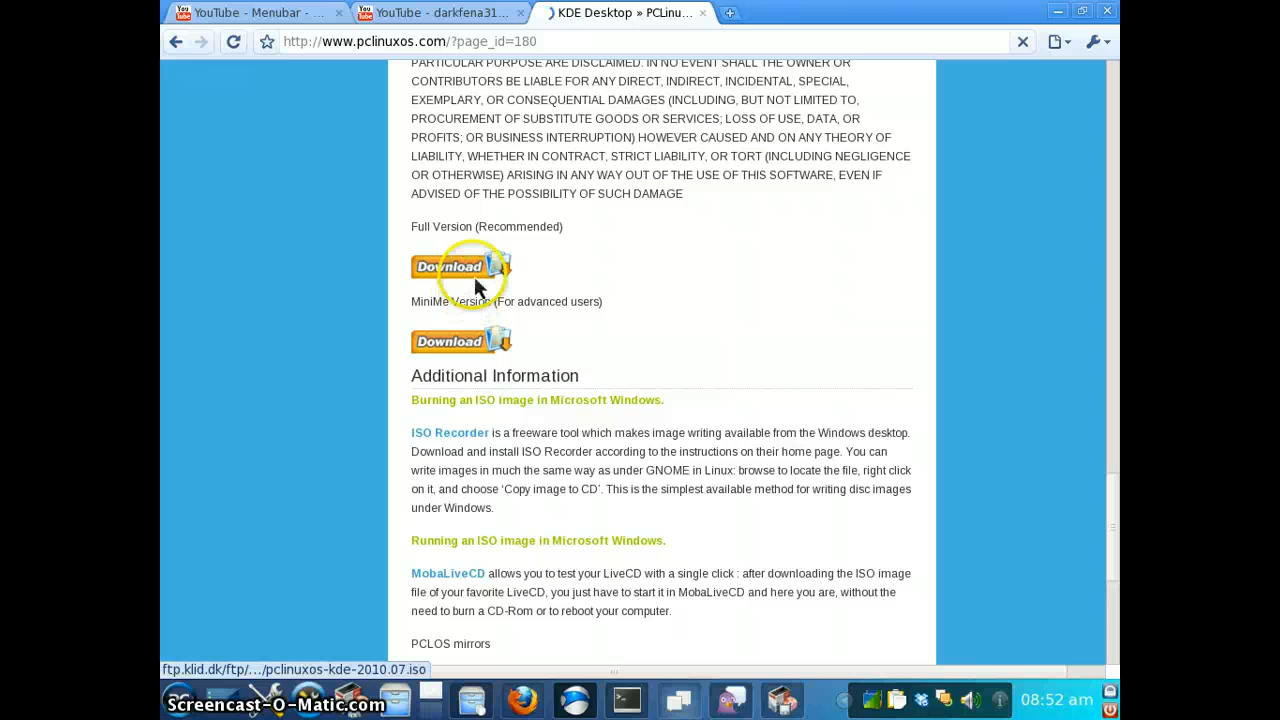 YouTube - Menubar - ...
YouTube - darkfena31...
KDE Desktop » PCLinu...
http://www.pclinuxos.com/?page_id=180
PARTICULAR PURPOSE ARE DISCLAIMED. IN NO EVENT SHALL THE OWNER OR
CONTRIBUTORS BE LIABLE FOR ANY DIRECT, INDIRECT, INCIDENTAL, SPECIAL,
EXEMPLARY, OR CONSEQUENTIAL DAMAGES (INCLUDING, BUT NOT LIMITED TO,
PROCUREMENT OF SUBSTITUTE GOODS OR SERVICES; LOSS OF USE, DATA, OR
PROFITS; OR BUSINESS INTERRUPTION) HOWEVER CAUSED AND ON ANY THEORY OF
LIABILITY, WHETHER IN CONTRACT, STRICT LIABILITY, OR TORT (INCLUDING NEGLIGENCE
OR OTHERWISE) ARISING IN ANY WAY OUT OF THE USE OF THIS SOFTWARE, EVEN IF
ADVISED OF THE POSSIBILITY OF SUCH DAMAGE
Full Version (Recommended)
Download
MiniMe Version (For advanced users)
Download
Additional Information
Burning an ISO image in Microsoft Windows.
ISO Recorder is a freeware tool which makes image writing available from the Windows desktop.
Download and install ISO Recorder according to the instructions on their home page. You can
write images in much the same way as under GNOME in Linux: browse to locate the file, right click
on it, and choose ‘Copy image to CD’. This is the simplest available method for writing disc images
under Windows.
Running an ISO image in Microsoft Windows.
MobaLiveCD allows you to test your LiveCD with a single click : after downloading the ISO image
file of your favorite LiveCD, you just have to start it in MobaLiveCD and here you are, without the
need to burn a CD-Rom or to reboot your computer.
PCLOS mirrors
ftp.klid.dk/ftp/.../pclinuxos-kde-2010.07.iso
Screencast-O-Matic.com
08:52 am